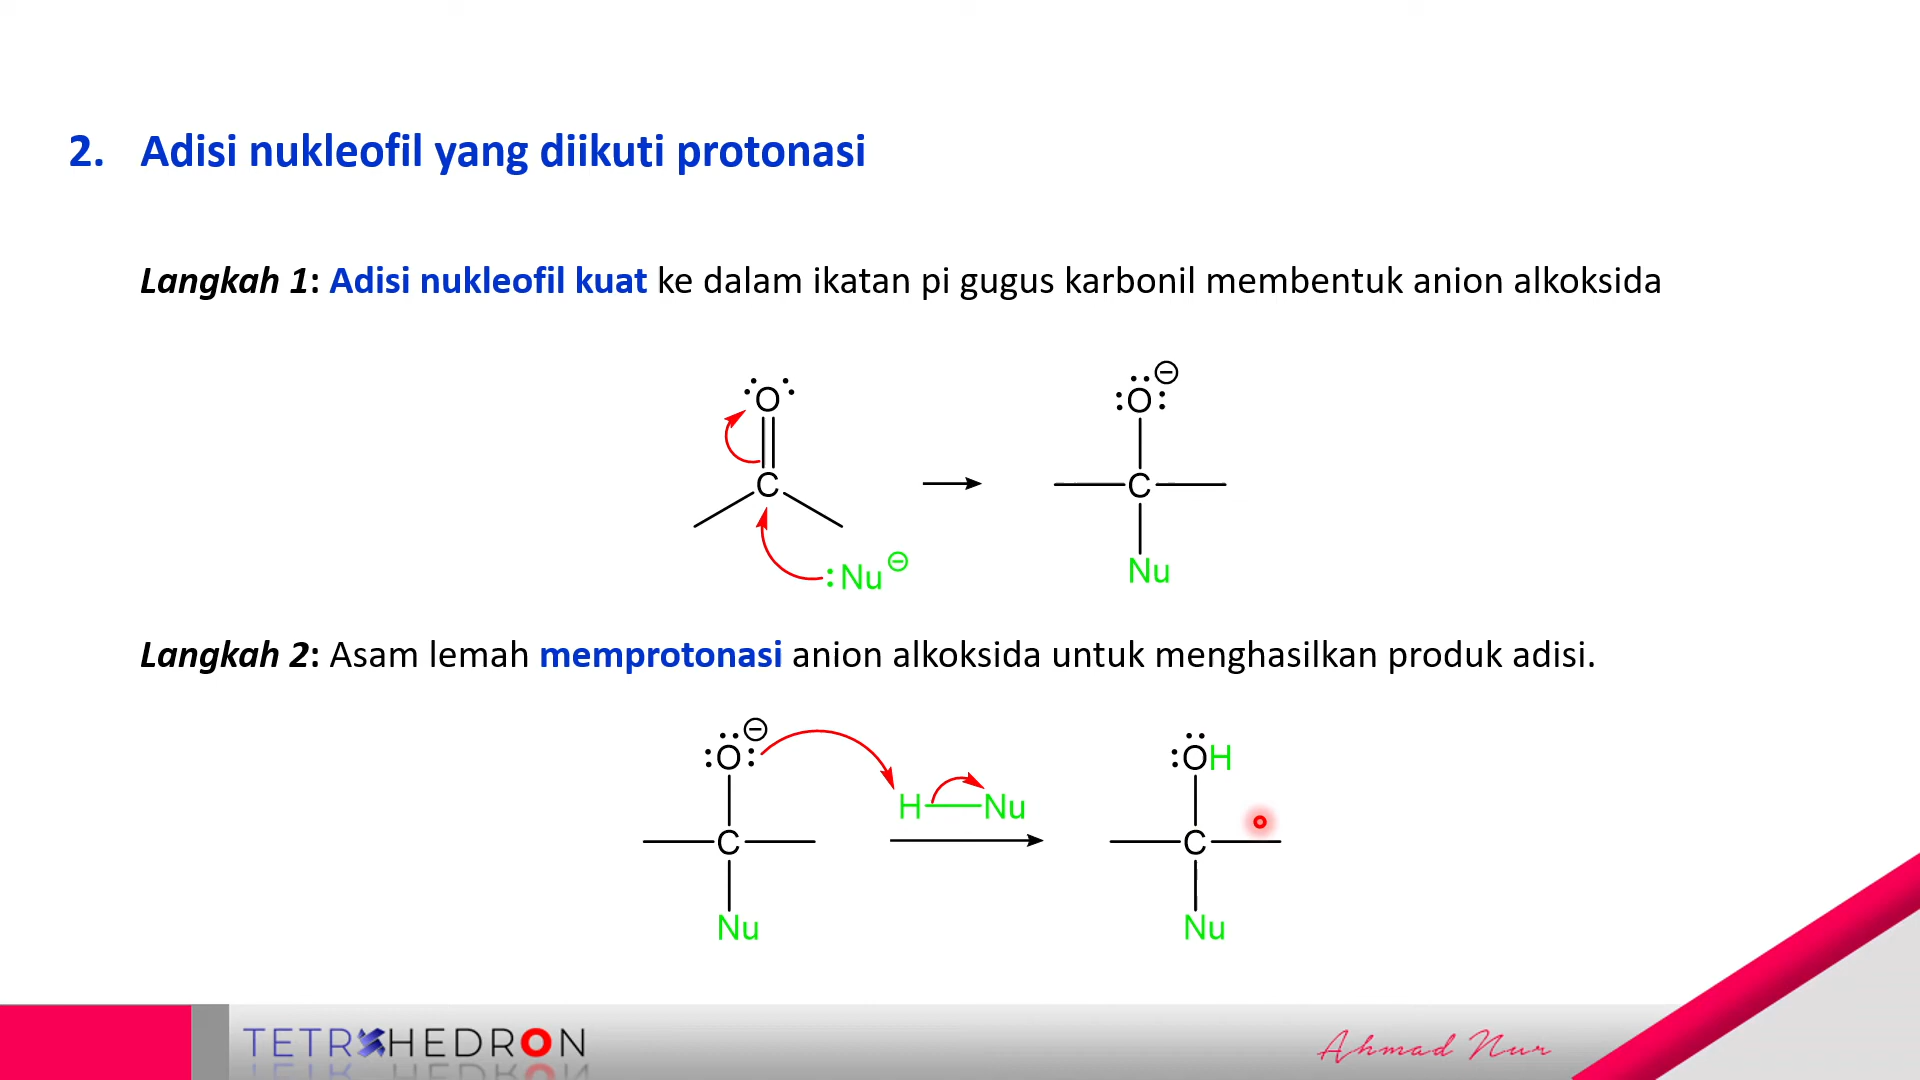 2. Adisi nukleofil yang diikuti protonasi
Langkah 1: Adisi nukleofil kuat ke dalam ikatan pi gugus karbonil membentuk anion alkoksida
O
C
:Nu⊖
:O:⊖
C
Nu
Langkah 2: Asam lemah memprotonasi anion alkoksida untuk menghasilkan produk adisi.
:O:⊖
C
Nu
H—Nu
:OH
C
Nu
TETRAHEDRON
Ahmad Nur